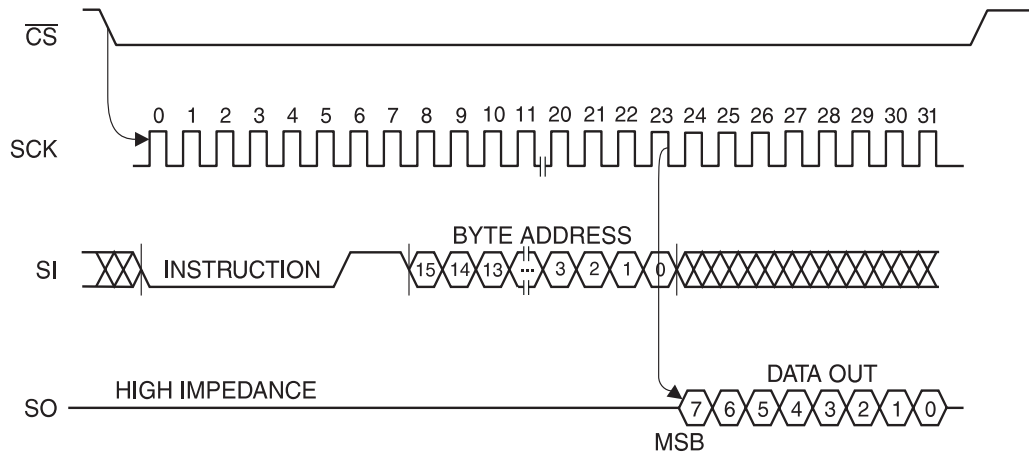 CS
0 1 2 3 4 5 6 7 8 9 10 11 20 21 22 23 24 25 26 27 28 29 30 31
SCK
BYTE ADDRESS
SI INSTRUCTION 15 14 13 ... 3 2 1 0
HIGH IMPEDANCE DATA OUT
SO 7 6 5 4 3 2 1 0
MSB